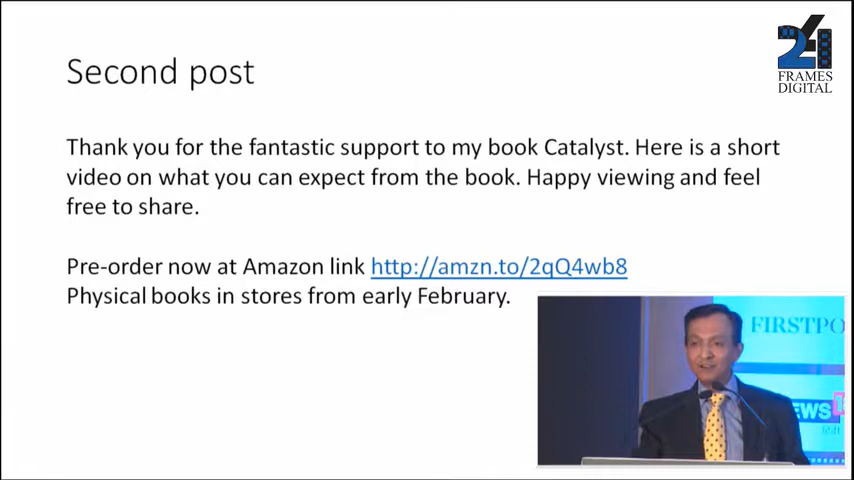 24
FRAMES
DIGITAL
Second post
Thank you for the fantastic support to my book Catalyst. Here is a short
video on what you can expect from the book. Happy viewing and feel
free to share.
Pre-order now at Amazon link http://amzn.to/2qQ4wb8
Physical books in stores from early February.
FIRSTPO
EWS